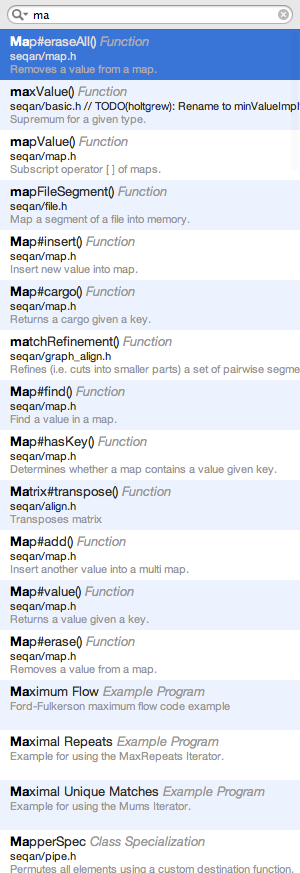 ma
Map#eraseAll() Function
seqan/map.h
Removes a value from a map.
maxValue() Function
seqan/basic.h // TODO(holtgrew): Rename to minValueImpl
Supremum for a given type.
mapValue() Function
seqan/map.h
Subscript operator [ ] of maps.
mapFileSegment() Function
seqan/file.h
Map a segment of a file into memory.
Map#insert() Function
seqan/map.h
Insert new value into map.
Map#cargo() Function
seqan/map.h
Returns a cargo given a key.
matchRefinement() Function
seqan/graph_align.h
Refines (i.e. cuts into smaller parts) a set of pairwise segme
Map#find() Function
seqan/map.h
Find a value in a map.
Map#hasKey() Function
seqan/map.h
Determines whether a map contains a value given key.
Matrix#transpose() Function
seqan/align.h
Transposes matrix
Map#add() Function
seqan/map.h
Insert another value into a multi map.
Map#value() Function
seqan/map.h
Returns a value given a key.
Map#erase() Function
seqan/map.h
Removes a value from a map.
Maximum Flow Example Program
Ford-Fulkerson maximum flow code example
Maximal Repeats Example Program
Example for using the MaxRepeats Iterator.
Maximal Unique Matches Example Program
Example for using the Mums Iterator.
MapperSpec Class Specialization
seqan/pipe.h
Permutes all elements using a custom destination function.